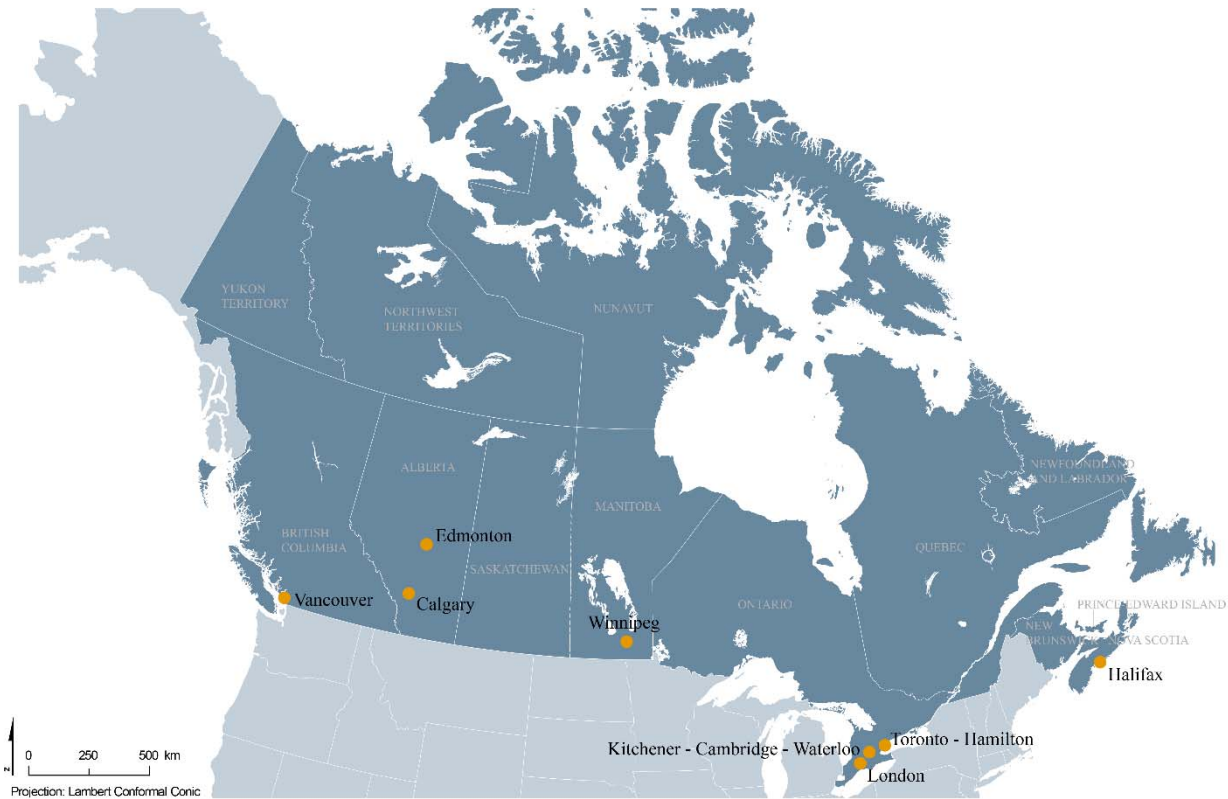 YUKON
TERRITORY
NORTHWEST
TERRITORIES
NUNAVUT
ALBERTA
NEWFOUNDLAND
AND LABRADOR
MANITOBA
BRITISH
COLUMBIA
Edmonton
QUEBEC
SASKATCHEWAN
Vancouver
Calgary
ONTARIO
PRINCE EDWARD ISLAND
Winnipeg
NEW
BRUNSWICK
NOVA SCOTIA
Halifax
Toronto - Hamilton
Kitchener - Cambridge - Waterloo
London
N
0 250 500 km
Projection: Lambert Conformal Conic